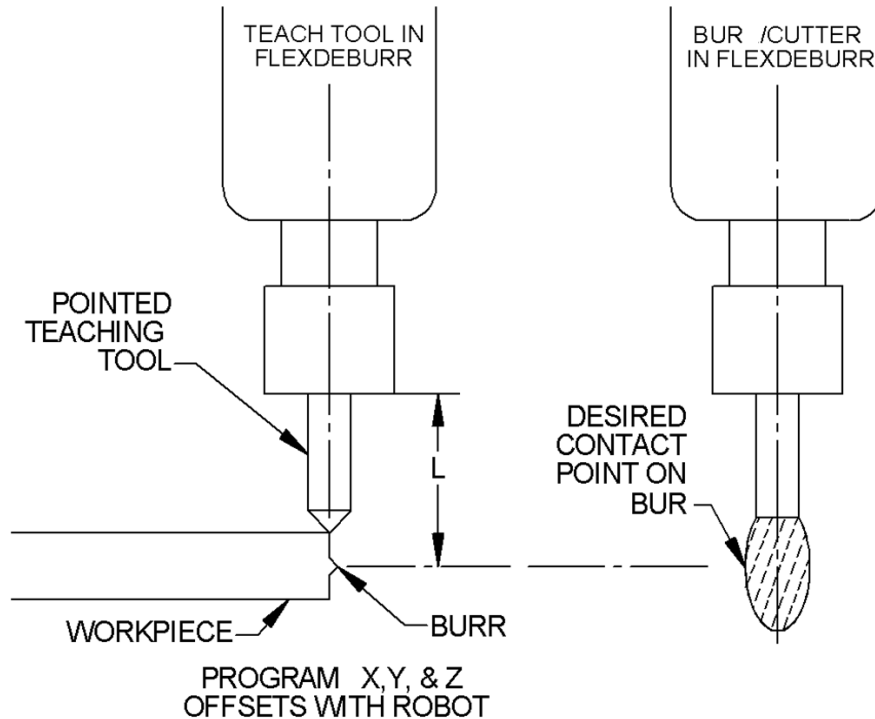 TEACH TOOL IN
FLEXDEBURR
BUR /CUTTER
IN FLEXDEBURR
POINTED
TEACHING
TOOL
L
DESIRED
CONTACT
POINT ON
BUR
WORKPIECE
BURR
PROGRAM X,Y, & Z
OFFSETS WITH ROBOT